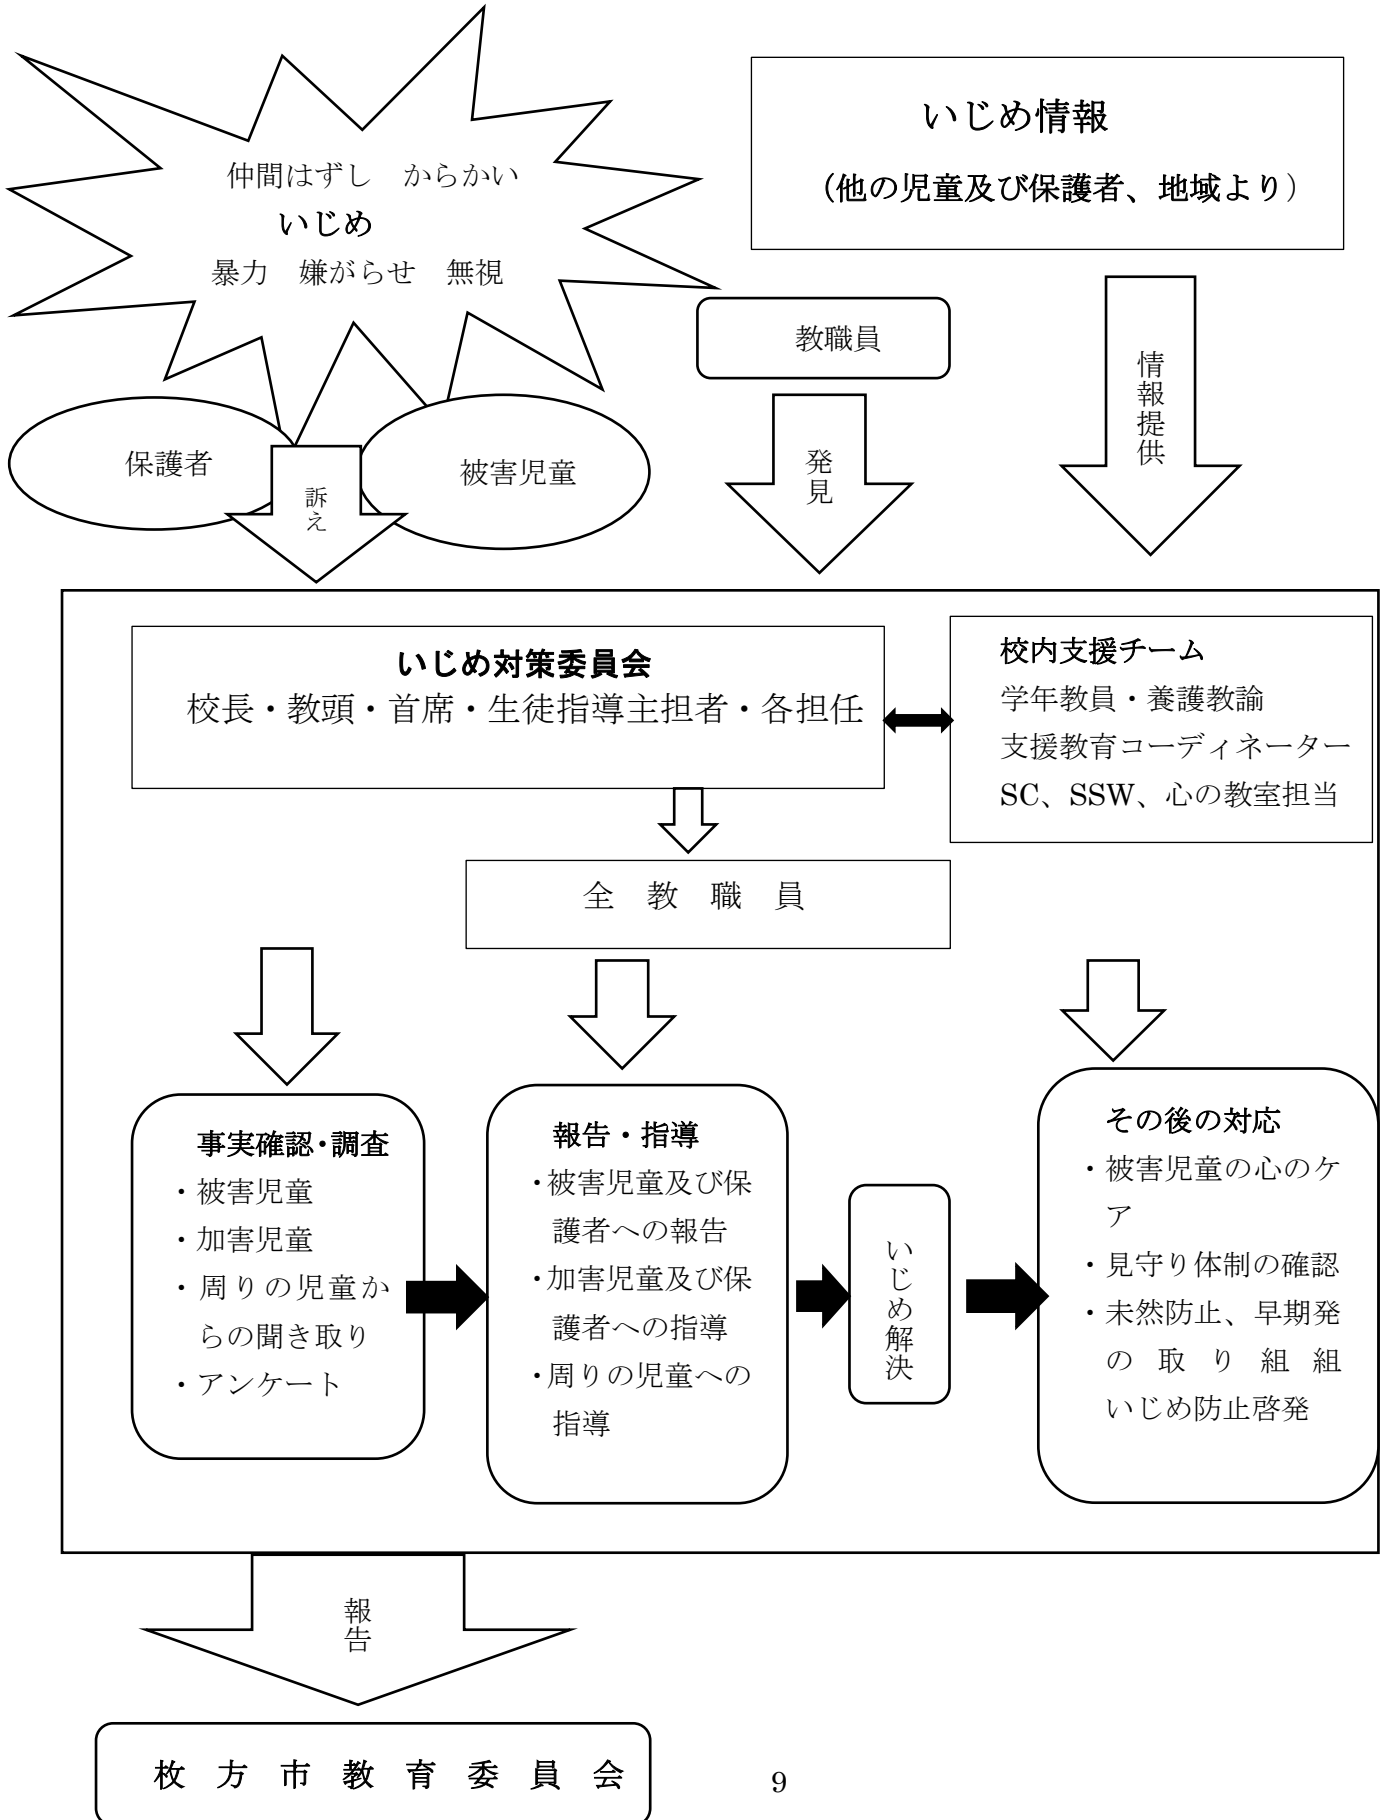 仲間はずし　からかい
いじめ
暴力　嫌がらせ　無視
いじめ情報
（他の児童及び保護者、地域より）
教職員
保護者
被害児童
訴え
発見
情報提供
いじめ対策委員会
校長・教頭・首席・生徒指導主担者・各担任
校内支援チーム
学年教員・養護教諭
支援教育コーディネーター
SC、SSW、心の教室担当
全　教　職　員
事実確認・調査
・被害児童
・加害児童
・周りの児童か
らの聞き取り
・アンケート
報告・指導
・被害児童及び保
護者への報告
・加害児童及び保
護者への指導
・周りの児童への
指導
いじめ解決
その後の対応
・被害児童の心のケ
ア
・見守り体制の確認
・未然防止、早期発
の取り組組
いじめ防止啓発
報告
枚　方　市　教　育　委　員　会
9